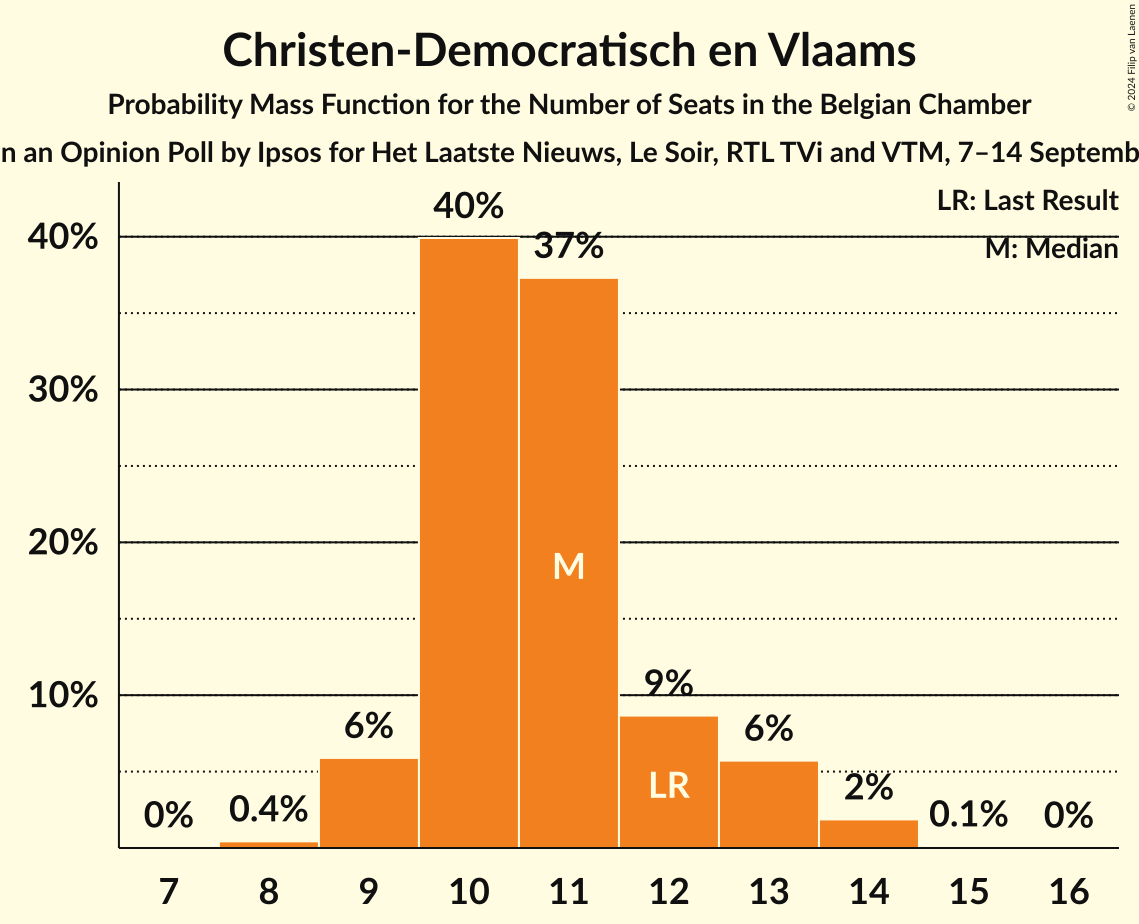 Christen-Democratisch en Vlaams
Probability Mass Function for the Number of Seats in the Belgian Chamber
an Opinion Poll by Ipsos for Het Laatste Nieuws, Le Soir, RTL TVi and VTM, 7–14
© 2024 Filip van Laenen
LR: Last Result
M: Median
40%
30%
20%
10%
0%
0.4%
6%
40%
37%
9%
6%
2%
0.1%
0%
M
LR
7 8 9 10 11 12 13 14 15 16